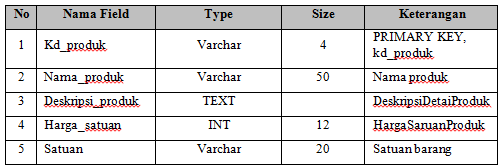 No Nama Field Type Size Keterangan
1 Kd_produk Varchar 4 PRIMARY KEY,
kd_produk
2 Nama_produk Varchar 50 Nama produk
3 Deskripsi_produk TEXT DeskripsiDetaiProduk
4 Harga_satuan INT 12 HargaSaruanProduk
5 Satuan Varchar 20 Satuan barang